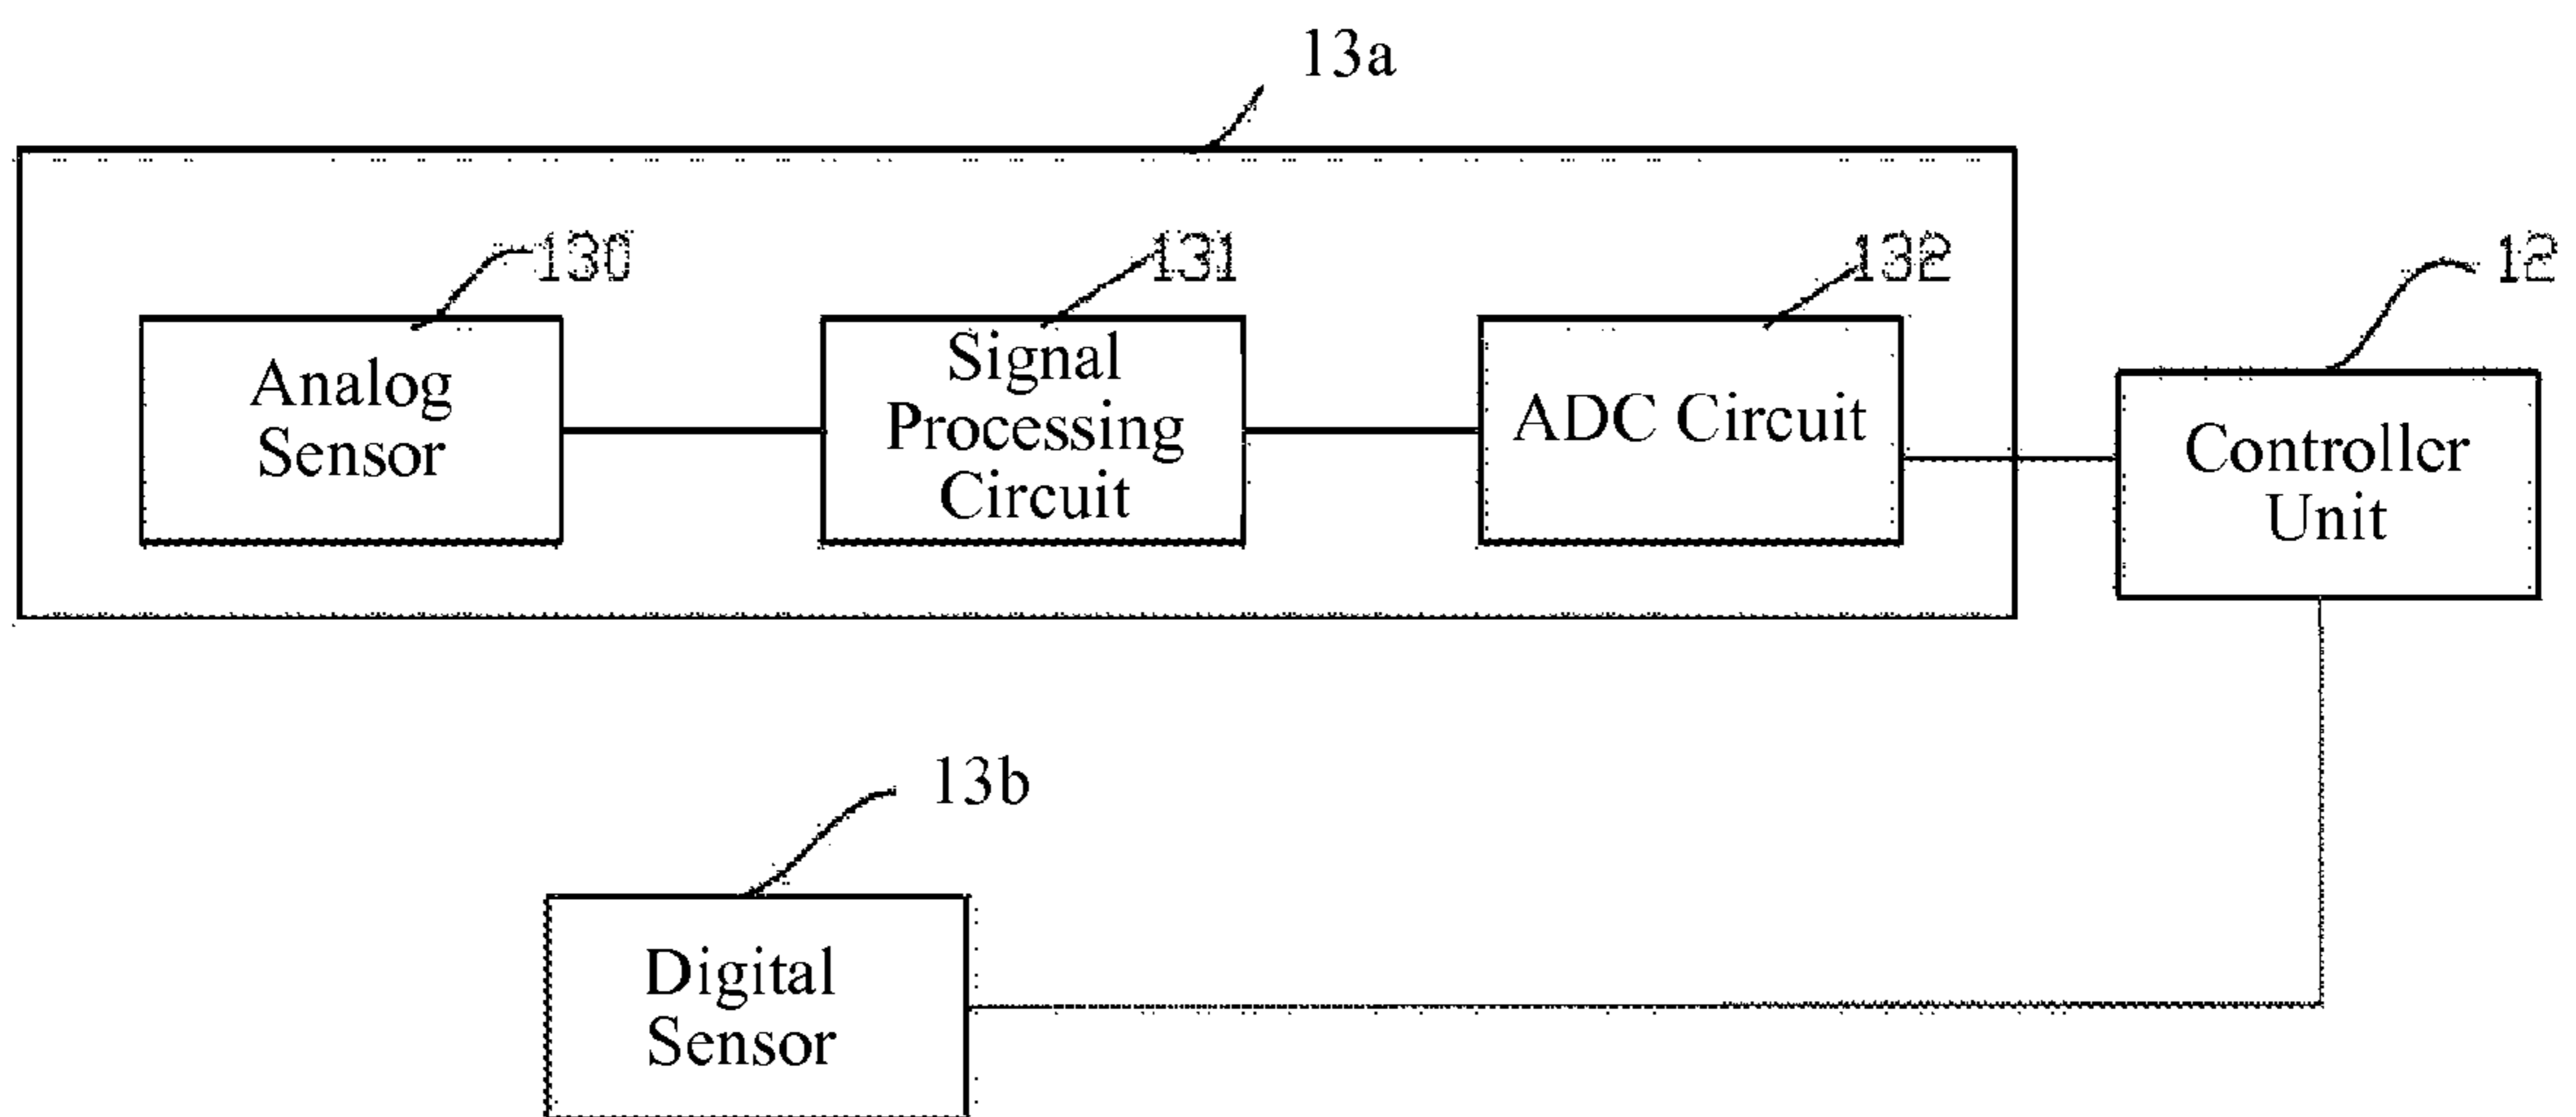 13a
130
131
132
12
Analog
Sensor
Signal
Processing
Circuit
ADC Circuit
Controller
Unit
13b
Digital
Sensor